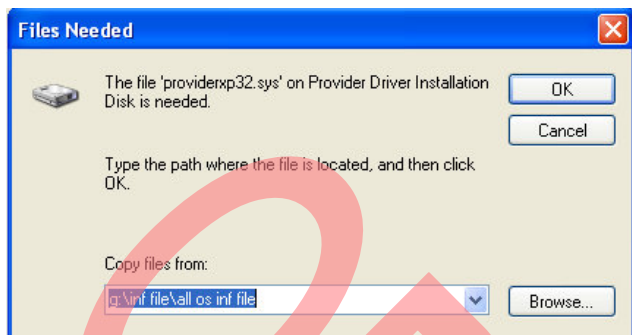 Files Needed
The file 'providerxp32.sys' on Provider Driver Installation
Disk is needed.
OK
Cancel
Type the path where the file is located, and then click
OK.
Copy files from:
g:\inf file\all os inf file
Browse...